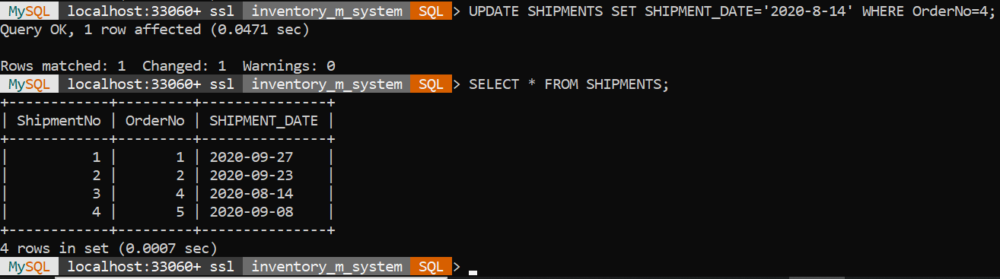 MySQL localhost:33060+ ssl inventory_m_system SQL > UPDATE SHIPMENTS SET SHIPMENT_DATE='2020-8-14' WHERE OrderNo=4;
Query OK, 1 row affected (0.0471 sec)
Rows matched: 1  Changed: 1  Warnings: 0
MySQL localhost:33060+ ssl inventory_m_system SQL > SELECT * FROM SHIPMENTS;
+------------+---------+---------------+
| ShipmentNo | OrderNo | SHIPMENT_DATE |
+------------+---------+---------------+
|          1 |       1 | 2020-09-27    |
|          2 |       2 | 2020-09-23    |
|          3 |       4 | 2020-08-14    |
|          4 |       5 | 2020-09-08    |
+------------+---------+---------------+
4 rows in set (0.0007 sec)
MySQL localhost:33060+ ssl inventory_m_system SQL > _